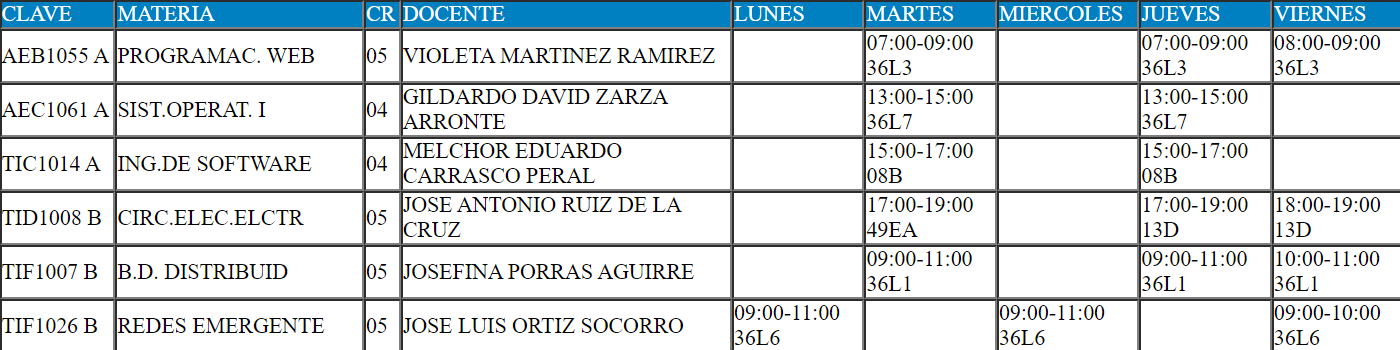 CLAVE MATERIA CR DOCENTE LUNES MARTES MIERCOLES JUEVES VIERNES
AEB1055 A PROGRAMAC. WEB 05 VIOLETA MARTINEZ RAMIREZ 07:00-09:00 07:00-09:00 08:00-09:00
36L3 36L3 36L3
AEC1061 A SIST.OPERAT. I 04 GILDARDO DAVID ZARZA 13:00-15:00 13:00-15:00
ARRONTE 36L7 36L7
TIC1014 A ING.DE SOFTWARE 04 MELCHOR EDUARDO 15:00-17:00 15:00-17:00
CARRASCO PERAL 08B 08B
TID1008 B CIRC.ELEC.ELCTR 05 JOSE ANTONIO RUIZ DE LA 17:00-19:00 17:00-19:00 18:00-19:00
CRUZ 49EA 13D 13D
TIF1007 B B.D. DISTRIBUID 05 JOSEFINA PORRAS AGUIRRE 09:00-11:00 09:00-11:00 10:00-11:00
36L1 36L1 36L1
TIF1026 B REDES EMERGENTE 05 JOSE LUIS ORTIZ SOCORRO 09:00-11:00 09:00-11:00 09:00-10:00
36L6 36L6 36L6